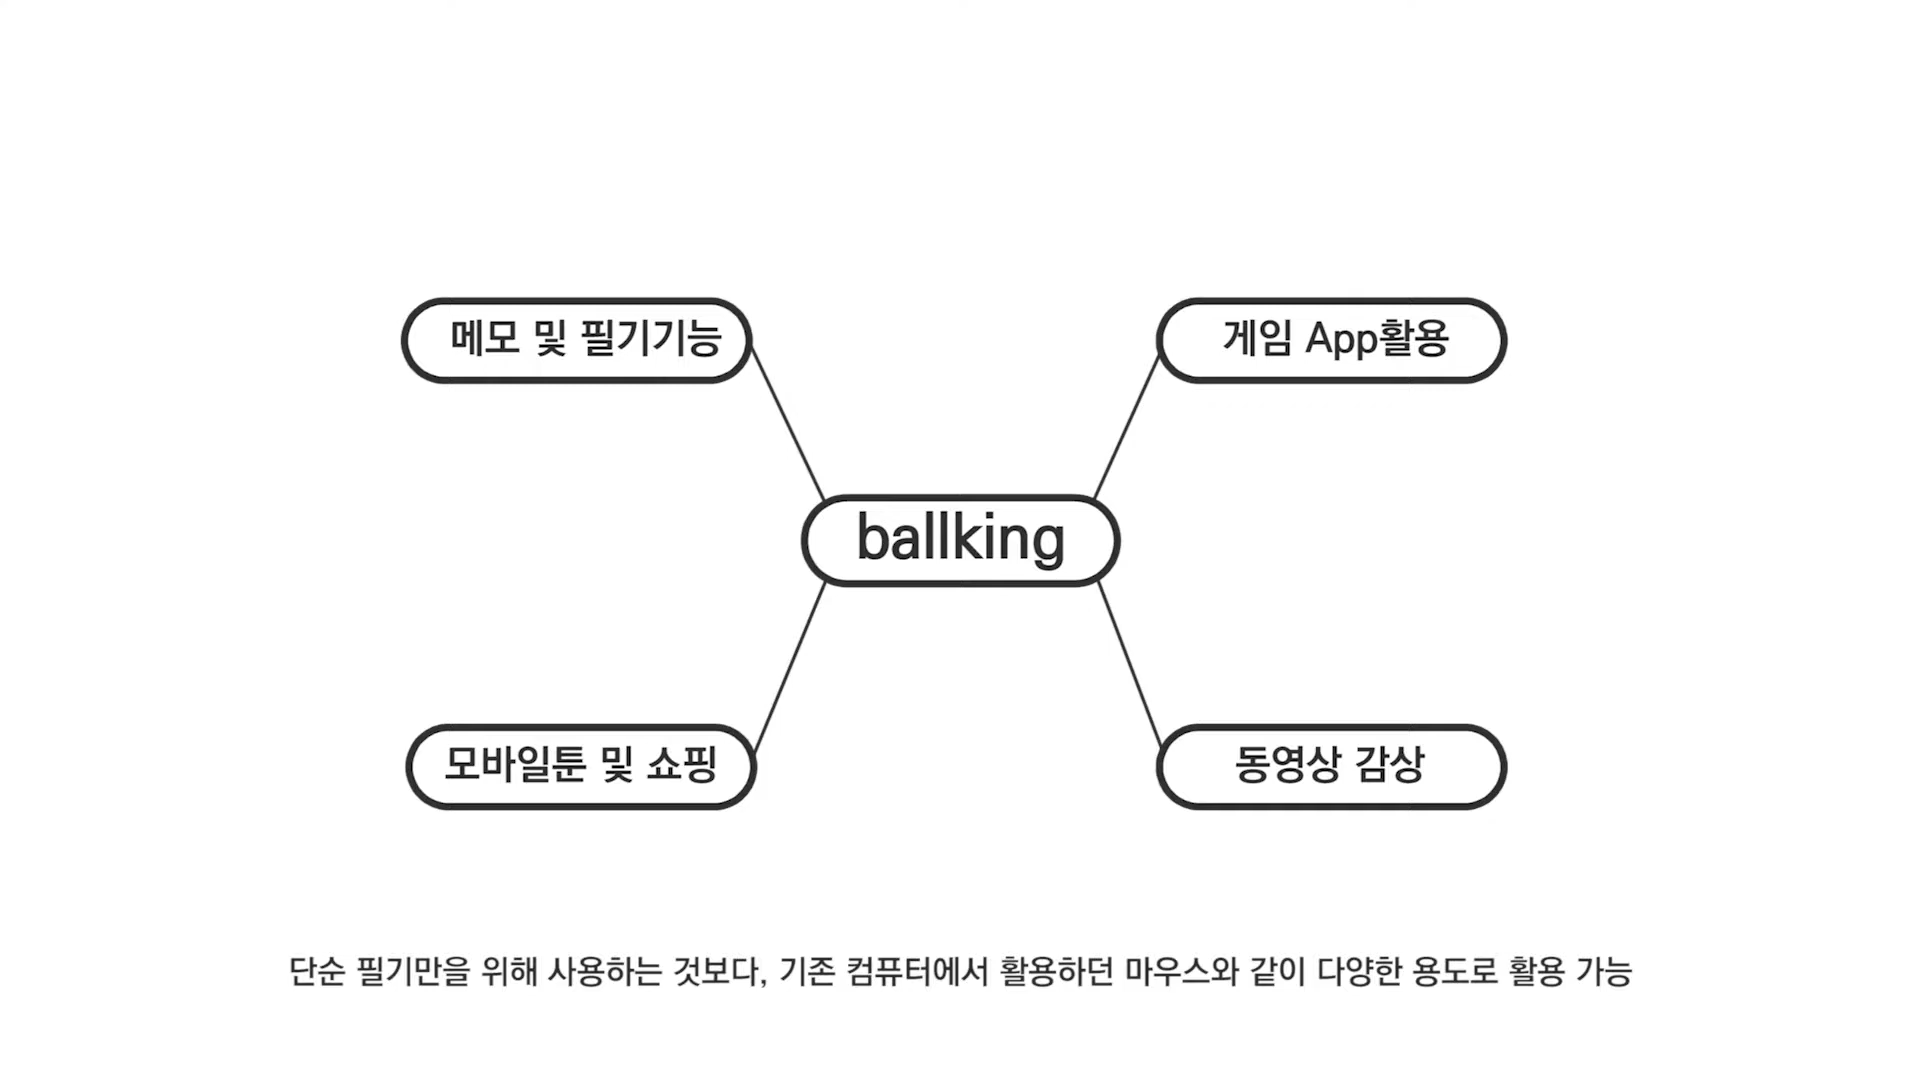 메모 및 필기기능
게임 App활용
ballking
모바일툰 및 쇼핑
동영상 감상
단순 필기만을 위해 사용하는 것보다, 기존 컴퓨터에서 활용하던 마우스와 같이 다양한 용도로 활용 가능